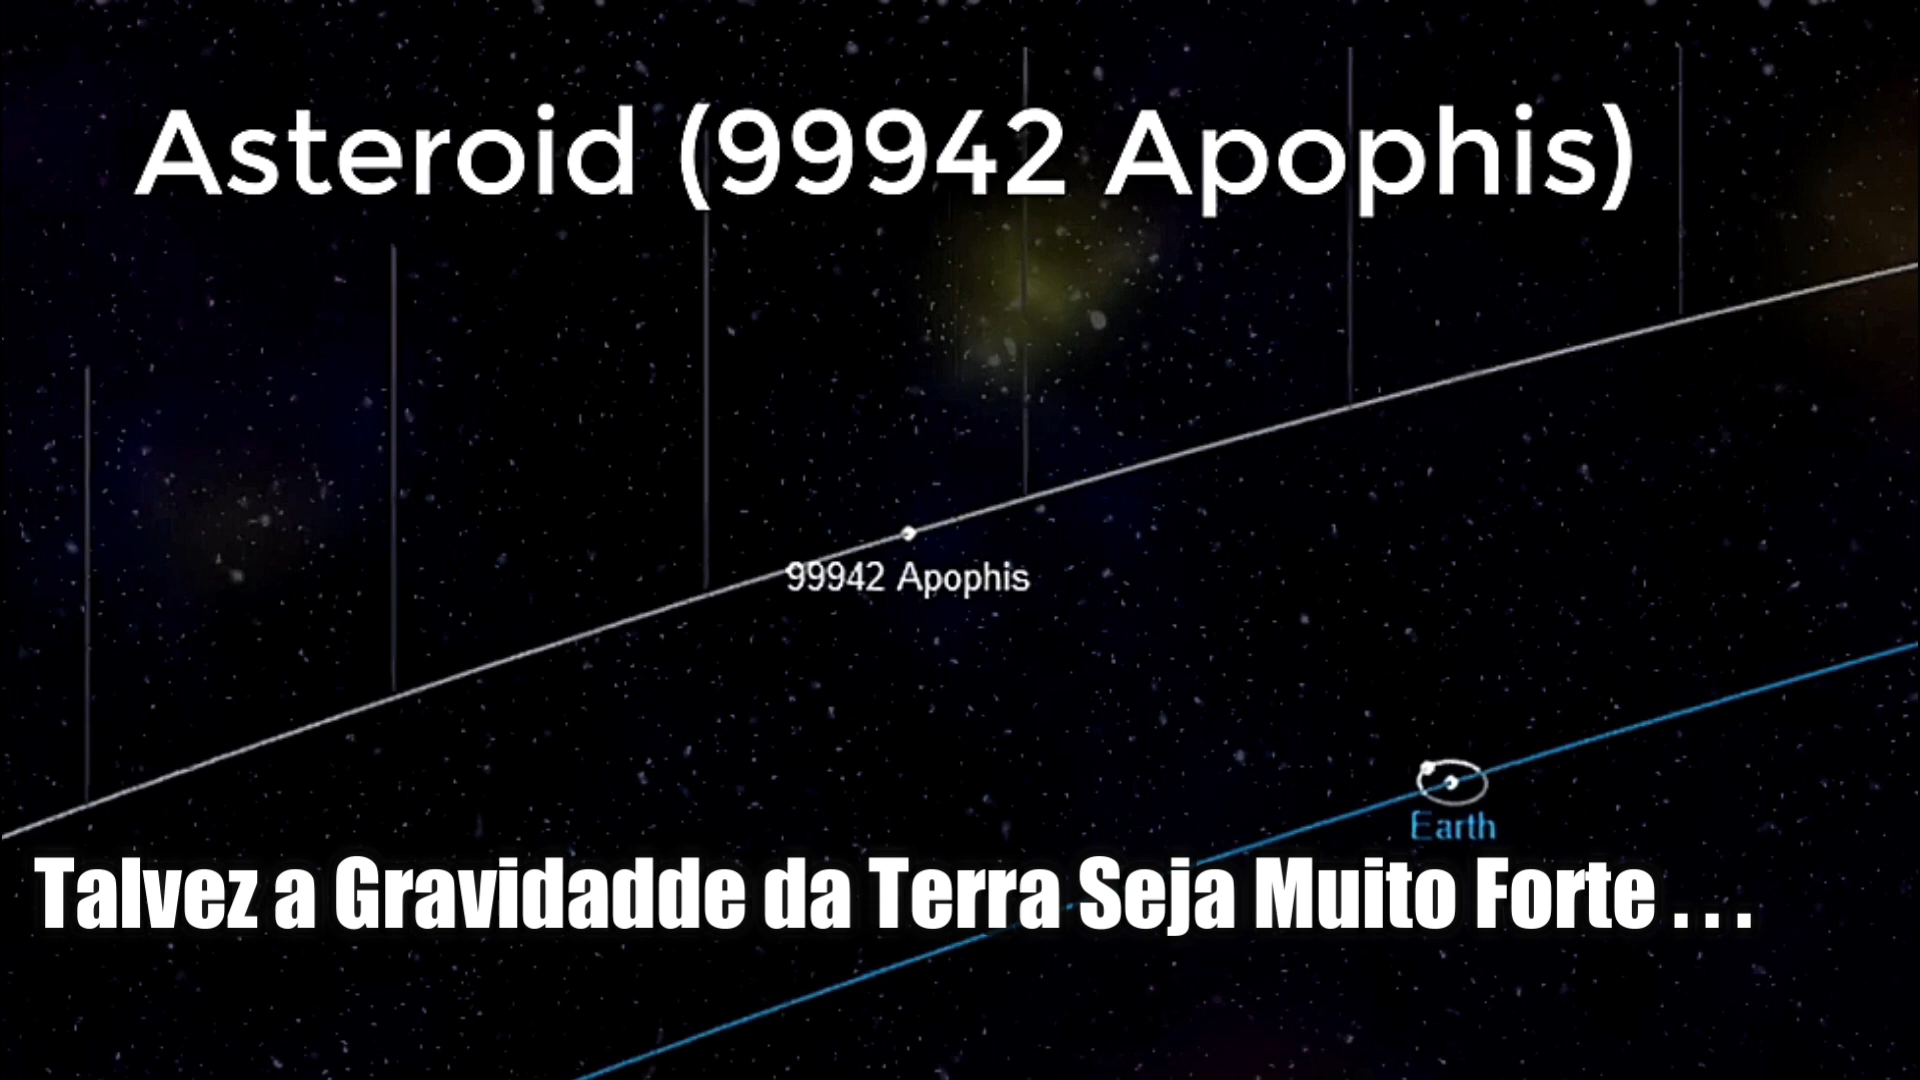 Asteroid (99942 Apophis)
99942 Apophis
Earth
Talvez a Gravidadde da Terra Seja Muito Forte . . .